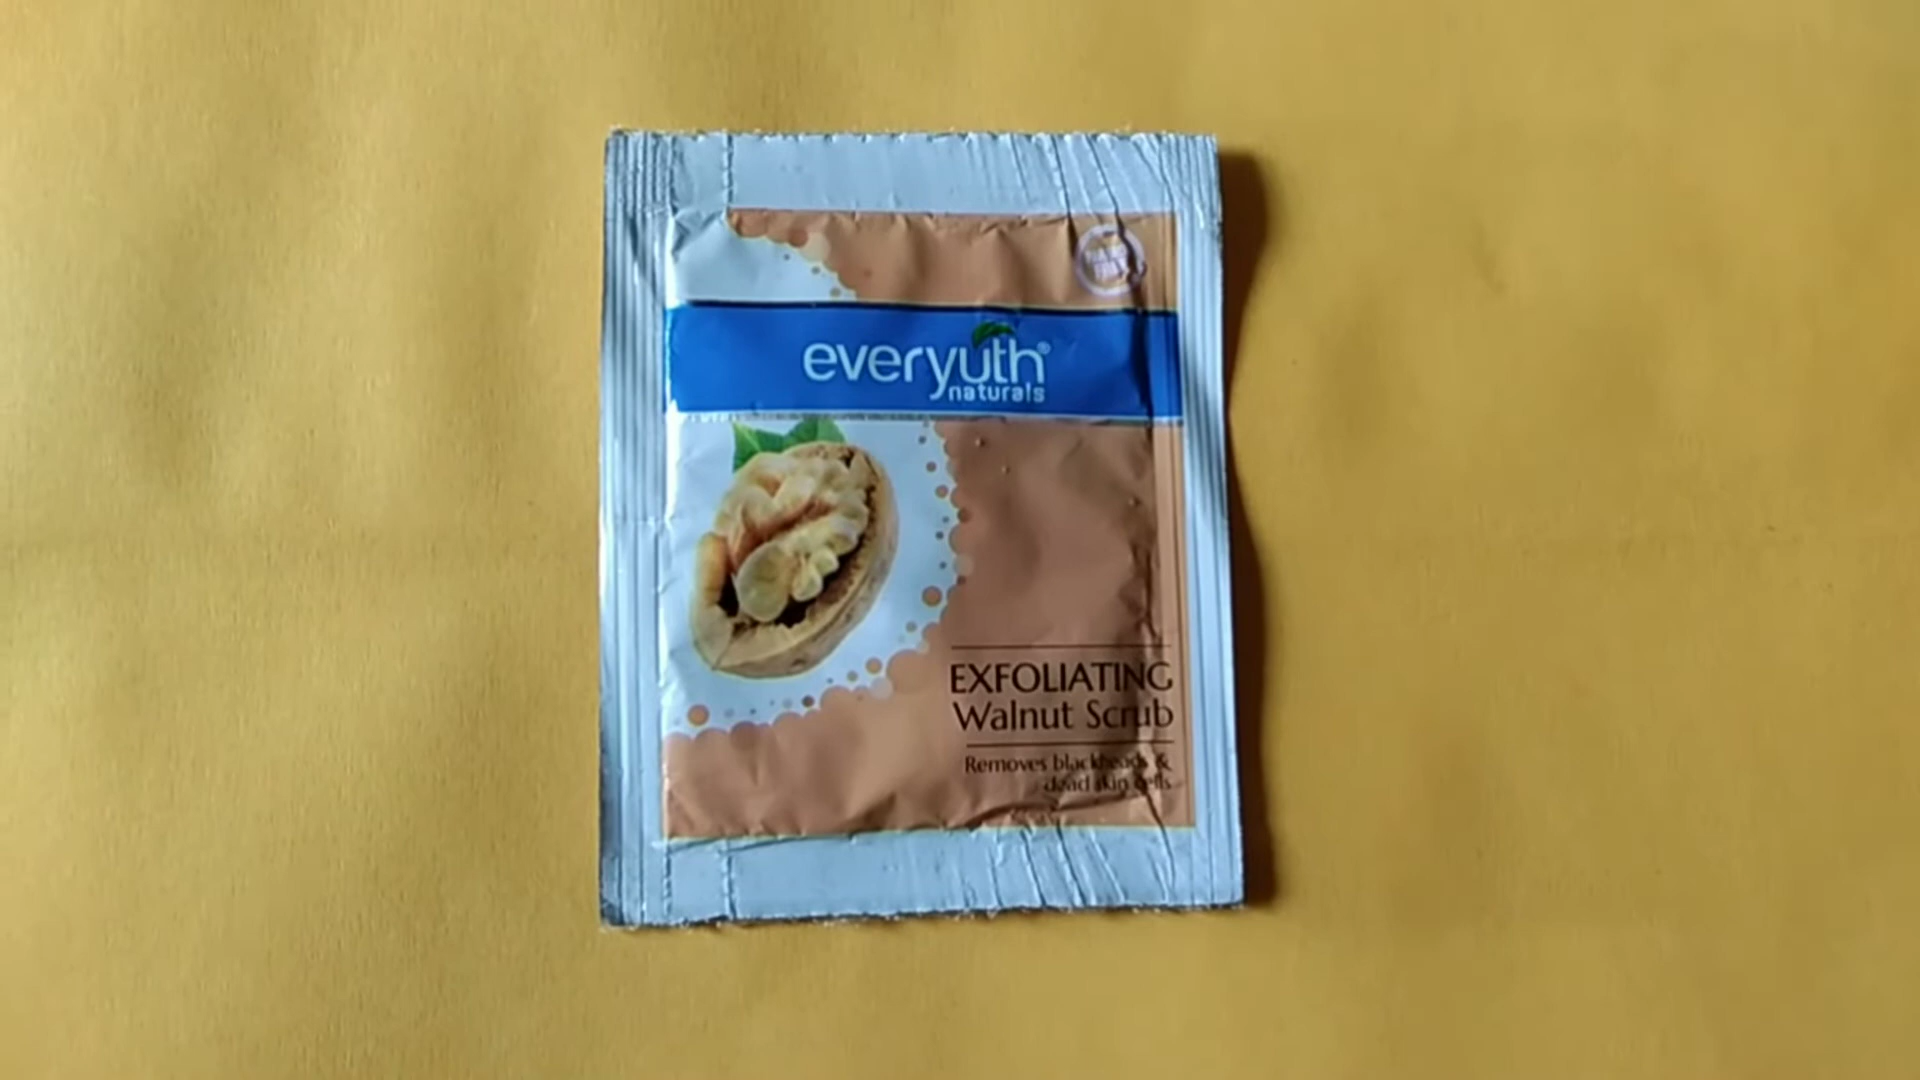 everyuth®
naturals
EXFOLIATING
Walnut Scrub
Removes blackheads &
dead skin cells